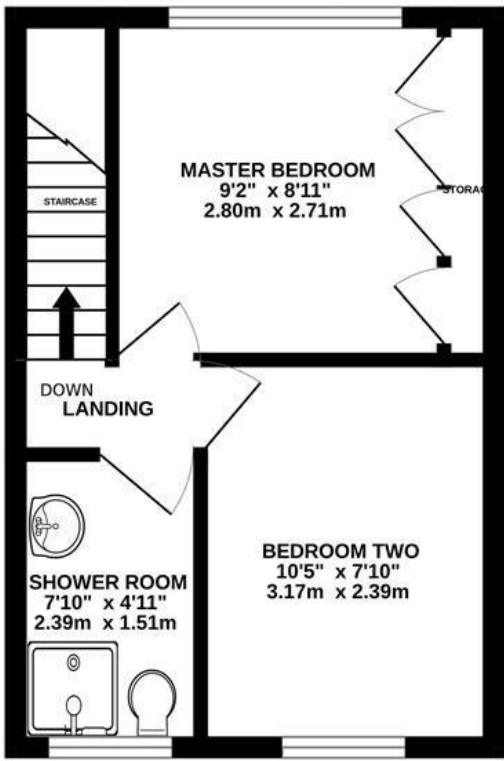 MASTER BEDROOM
9'2" x 8'11"
2.80m x 2.71m
STORAG
STAIRCASE
DOWN
LANDING
SHOWER ROOM
7'10" x 4'11"
2.39m x 1.51m
BEDROOM TWO
10'5" x 7'10"
3.17m x 2.39m